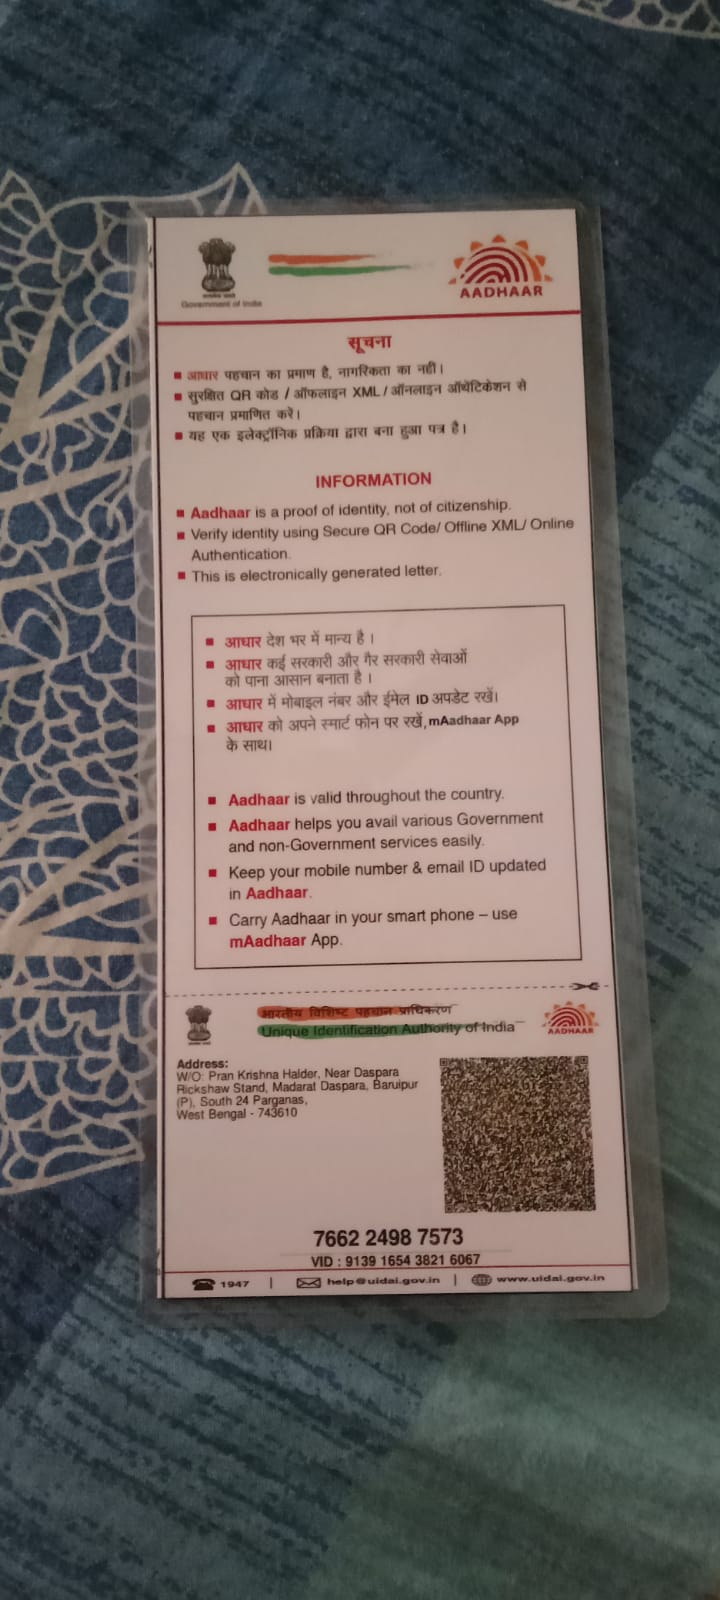 Government of India
AADHAAR
सूचना
आधार पहचान का प्रमाण है, नागरिकता का नहीं।
सुरक्षित QR कोड / ऑफलाइन XML / ऑनलाइन ऑथेंटिकेशन से
पहचान प्रमाणित करें।
यह एक इलेक्ट्रॉनिक प्रक्रिया द्वारा बना हुआ पत्र है।
INFORMATION
Aadhaar is a proof of identity, not of citizenship.
Verify identity using Secure QR Code/ Offline XML/ Online
Authentication.
This is electronically generated letter.
आधार देश भर में मान्य है ।
आधार कई सरकारी और गैर सरकारी सेवाओं
को पाना आसान बनाता है ।
आधार में मोबाइल नंबर और ईमेल ID अपडेट रखें।
आधार को अपने स्मार्ट फोन पर रखें, mAadhaar App
के साथ।
Aadhaar is valid throughout the country.
Aadhaar helps you avail various Government
and non-Government services easily.
Keep your mobile number & email ID updated
in Aadhaar.
Carry Aadhaar in your smart phone – use
mAadhaar App.
भारतीय विशिष्ट पहचान प्राधिकरण
Unique Identification Authority of India
AADHAAR
Address:
W/O: Pran Krishna Halder, Near Daspara
Rickshaw Stand, Madarat Daspara, Baruipur
(P), South 24 Parganas,
West Bengal - 743610
7662 2498 7573
VID : 9139 1654 3821 6067
1947 | help@uidai.gov.in | www.uidai.gov.in